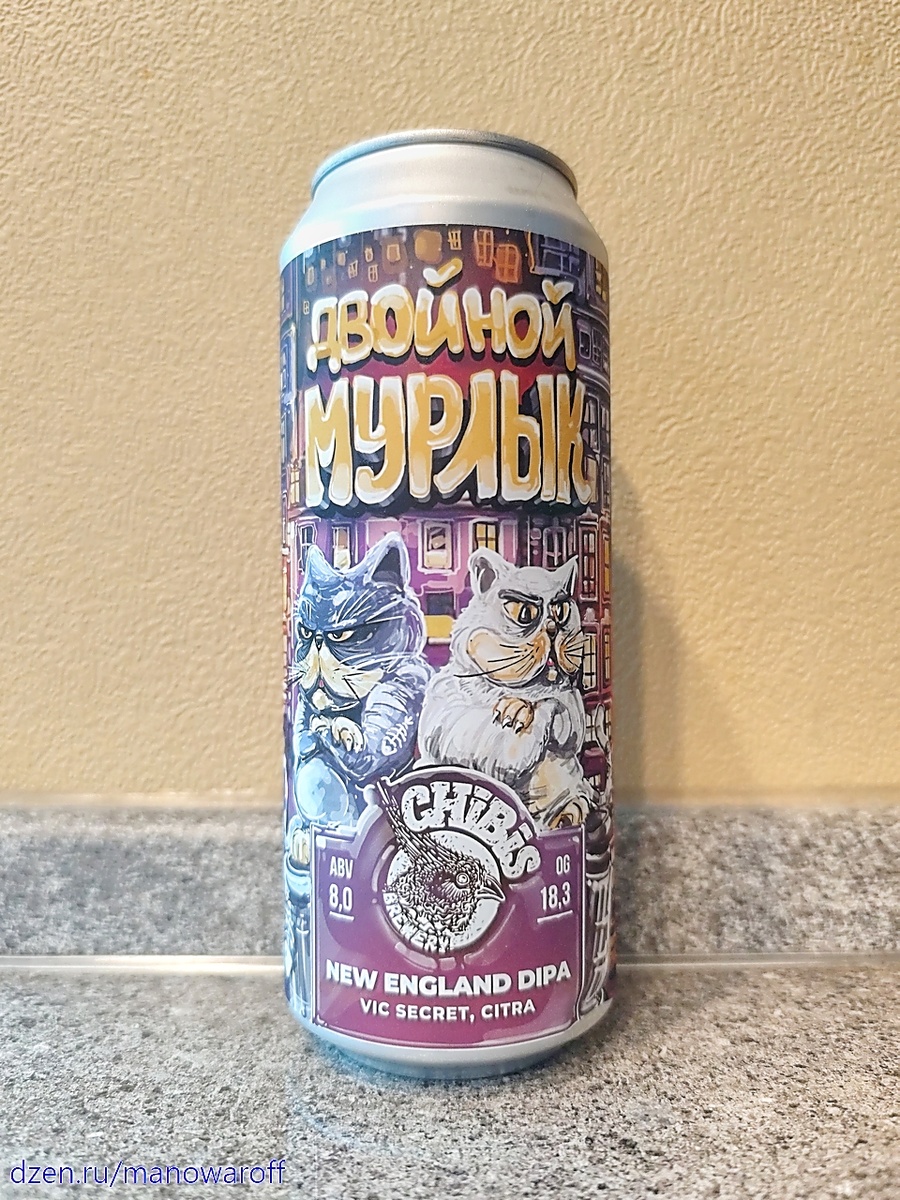 ДВОЙНОЙ
МУРЛЫК
CHiBiS
BREWERY
ABV
8,0
OG
18,3
NEW ENGLAND DIPA
VIC SECRET, CITRA
dzen.ru/manowaroff